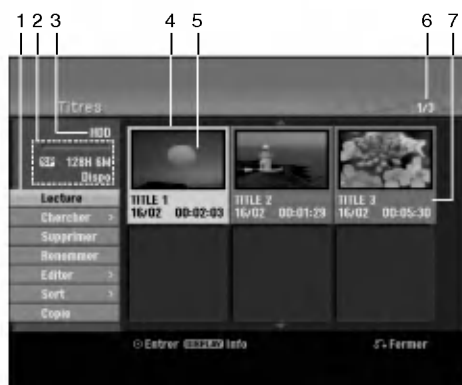 1 2 3 4 5 6 7
Titres 1/3
HDD
SP 128H 6M
Dispo
Lecture
Chercher >
Supprimer
Renommer
Editer >
Sort >
Copie
TITLE 1
16/02 00:02:03
TITLE 2
16/02 00:01:29
TITLE 3
16/02 00:05:30
Entrer DISPLAY Info Fermer